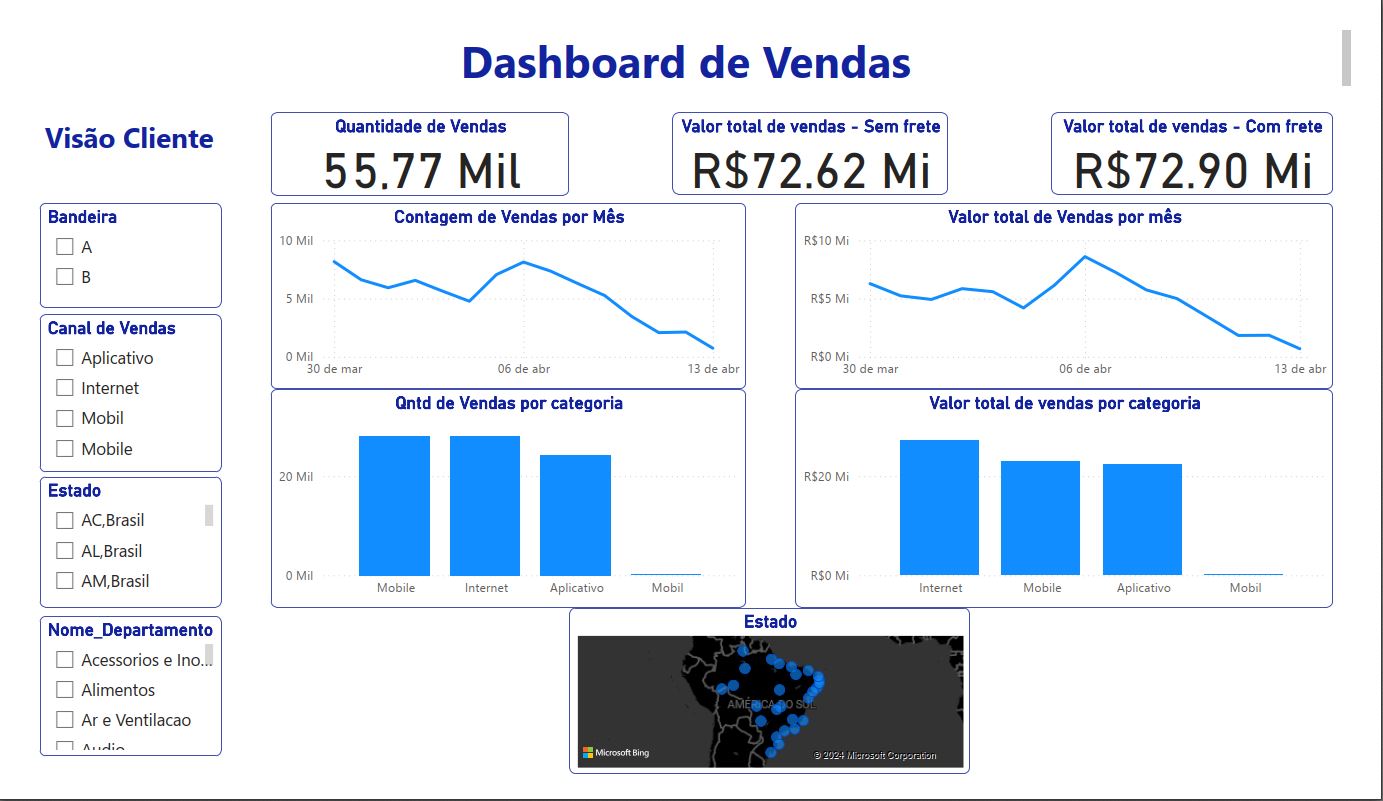 Dashboard de Vendas
Visão Cliente
Quantidade de Vendas
55,77 Mil
Valor total de vendas - Sem frete
R$72.62 Mi
Valor total de vendas - Com frete
R$72.90 Mi
Bandeira
A
B
Canal de Vendas
Aplicativo
Internet
Mobil
Mobile
Estado
AC,Brasil
AL,Brasil
AM,Brasil
Nome_Departamento
Acessorios e Ino...
Alimentos
Ar e Ventilacao
Audio
Contagem de Vendas por Mês
10 Mil
5 Mil
0 Mil
30 de mar
06 de abr
13 de abr
Valor total de Vendas por mês
R$10 Mi
R$5 Mi
R$0 Mi
30 de mar
06 de abr
13 de abr
Qntd de Vendas por categoria
20 Mil
0 Mil
Mobile
Internet
Aplicativo
Mobil
Valor total de vendas por categoria
R$20 Mi
R$0 Mi
Internet
Mobile
Aplicativo
Mobil
Estado
AMÉRICA DO SUL
Microsoft Bing
© 2024 Microsoft Corporation